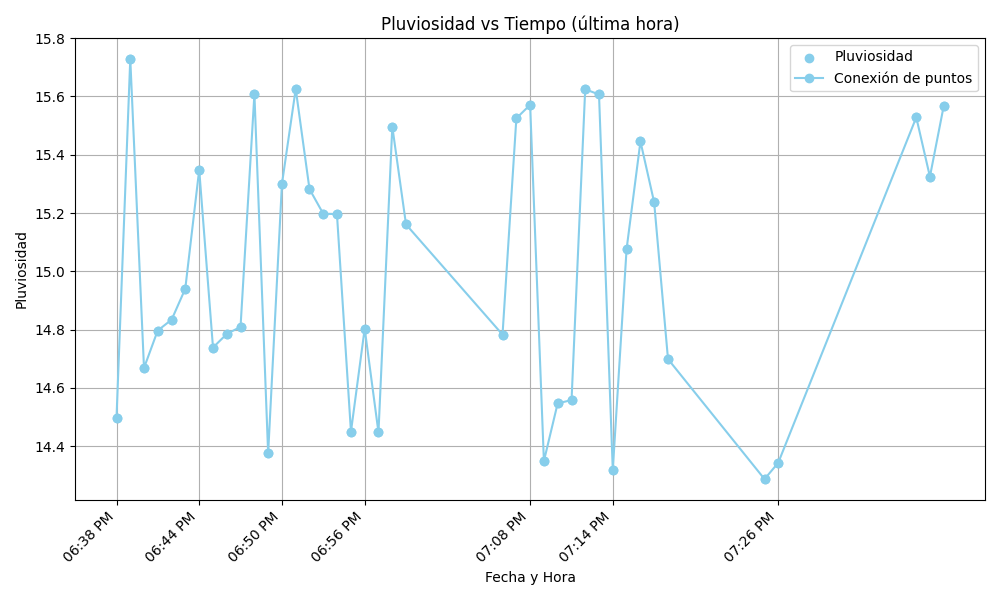 Pluviosidad vs Tiempo (última hora)
Pluviosidad
Conexión de puntos
15.8
15.6
15.4
15.2
15.0
14.8
14.6
14.4
Pluviosidad
06:38 PM
06:44 PM
06:50 PM
06:56 PM
07:08 PM
07:14 PM
07:26 PM
Fecha y Hora